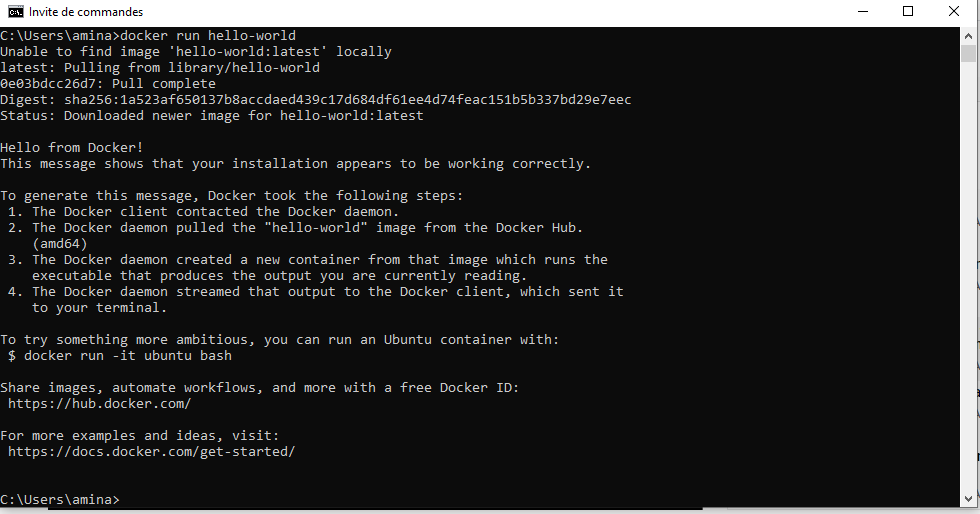 Invite de commandes
C:\Users\amina>docker run hello-world
Unable to find image 'hello-world:latest' locally
latest: Pulling from library/hello-world
0e03bdcc26d7: Pull complete
Digest: sha256:1a523af650137b8accdaed439c17d684df61ee4d74feac151b5b337bd29e7eec
Status: Downloaded newer image for hello-world:latest

Hello from Docker!
This message shows that your installation appears to be working correctly.

To generate this message, Docker took the following steps:
 1. The Docker client contacted the Docker daemon.
 2. The Docker daemon pulled the "hello-world" image from the Docker Hub.
    (amd64)
 3. The Docker daemon created a new container from that image which runs the
    executable that produces the output you are currently reading.
 4. The Docker daemon streamed that output to the Docker client, which sent it
    to your terminal.

To try something more ambitious, you can run an Ubuntu container with:
 $ docker run -it ubuntu bash

Share images, automate workflows, and more with a free Docker ID:
 https://hub.docker.com/

For more examples and ideas, visit:
 https://docs.docker.com/get-started/

C:\Users\amina>